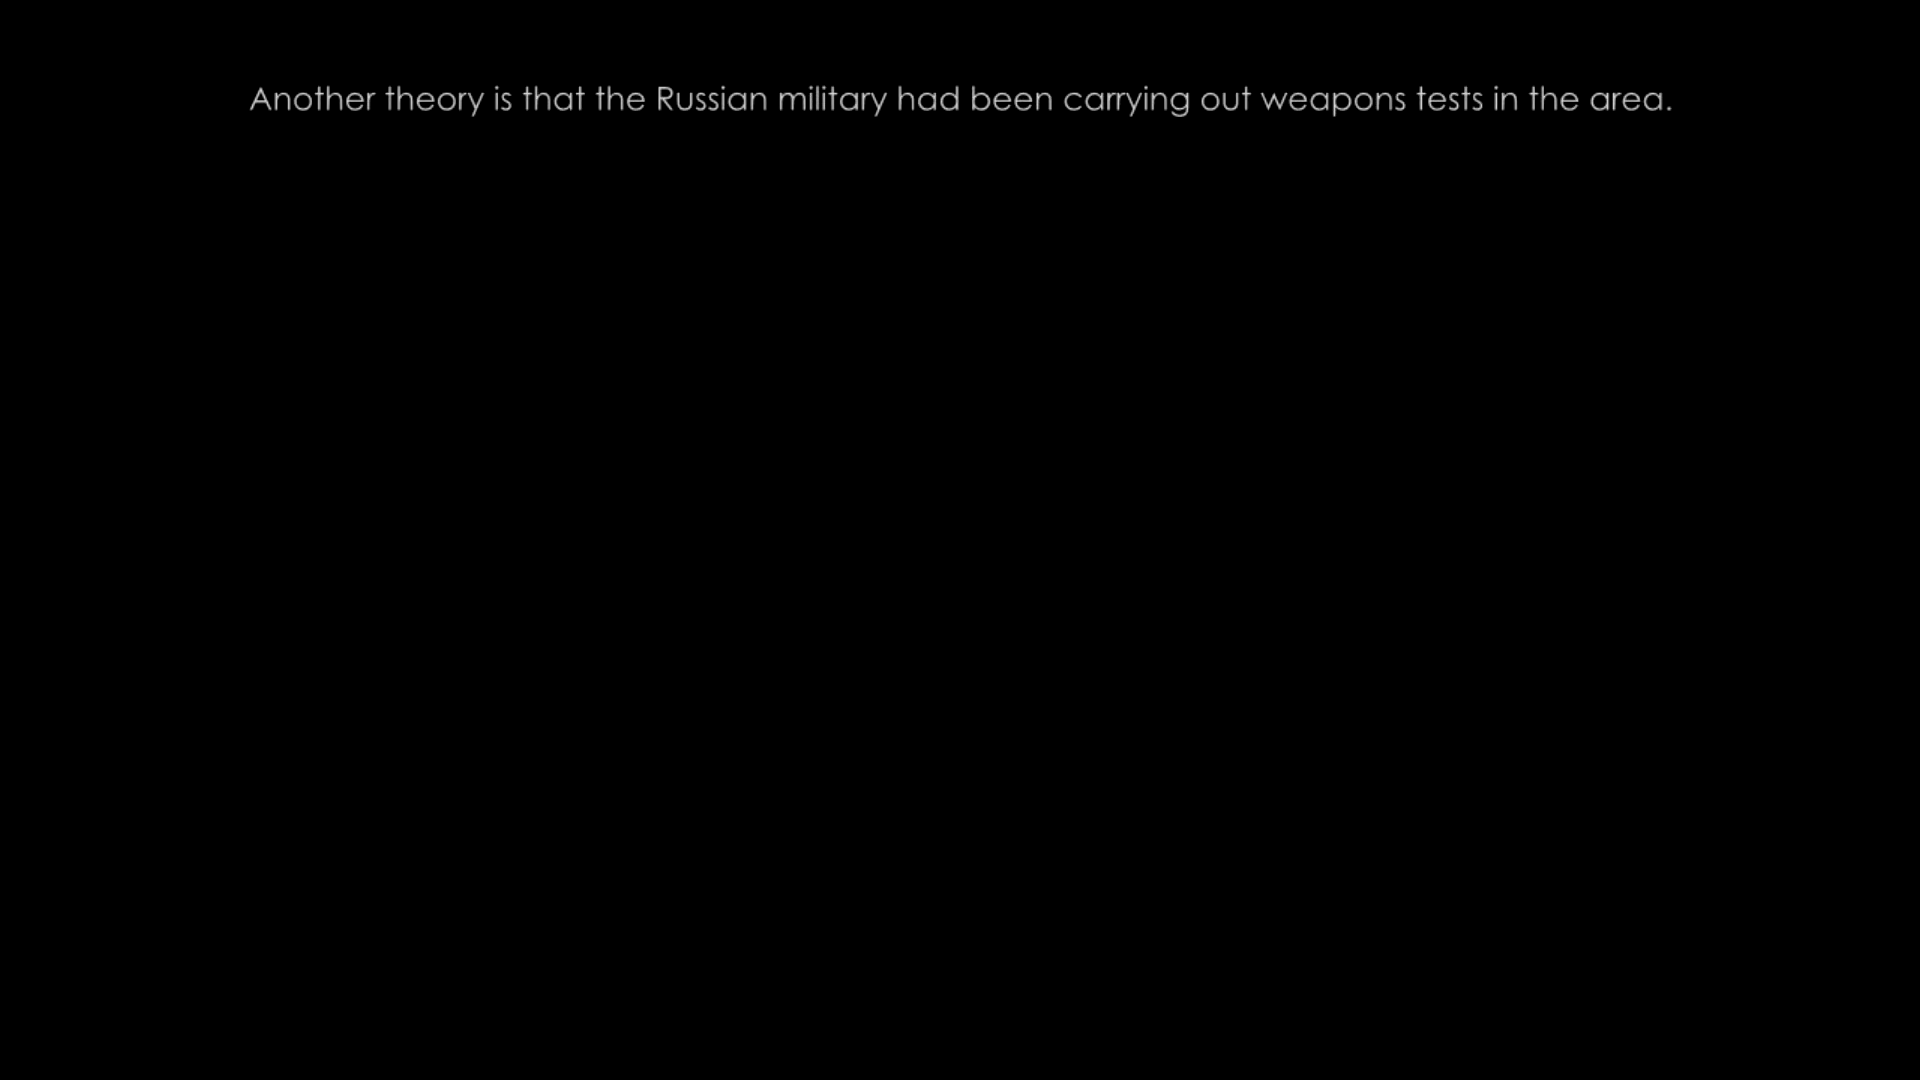 Another theory is that the Russian military had been carrying out weapons tests in the area.